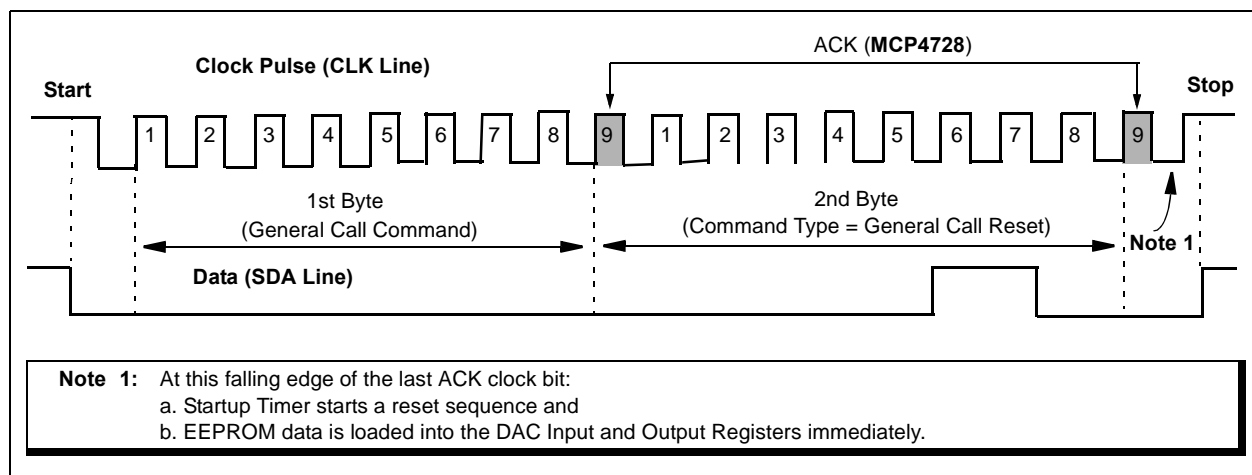 ACK (MCP4728)
Clock Pulse (CLK Line)
Start
Stop
1 2 3 4 5 6 7 8 9 1 2 3 4 5 6 7 8 9
1st Byte
(General Call Command)
2nd Byte
(Command Type = General Call Reset)
Note 1
Data (SDA Line)
Note 1: At this falling edge of the last ACK clock bit:
a. Startup Timer starts a reset sequence and
b. EEPROM data is loaded into the DAC Input and Output Registers immediately.